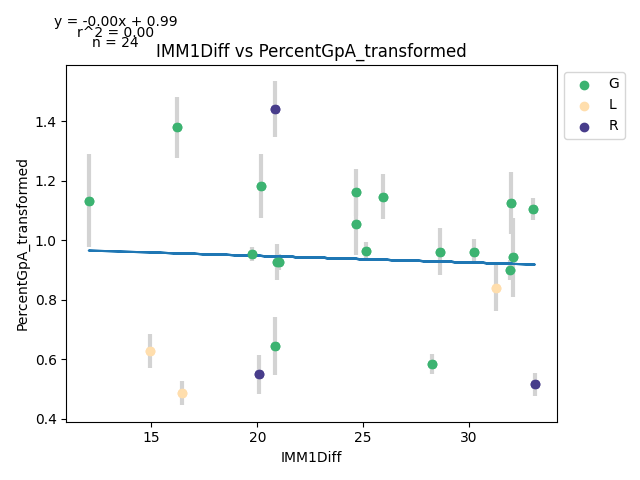 y = -0.00x + 0.99
r^2 = 0.00
n = 24
IMM1Diff vs PercentGpA_transformed
G
L
R
PercentGpA_transformed
1.4
1.2
1.0
0.8
0.6
0.4
15
20
25
30
IMM1Diff